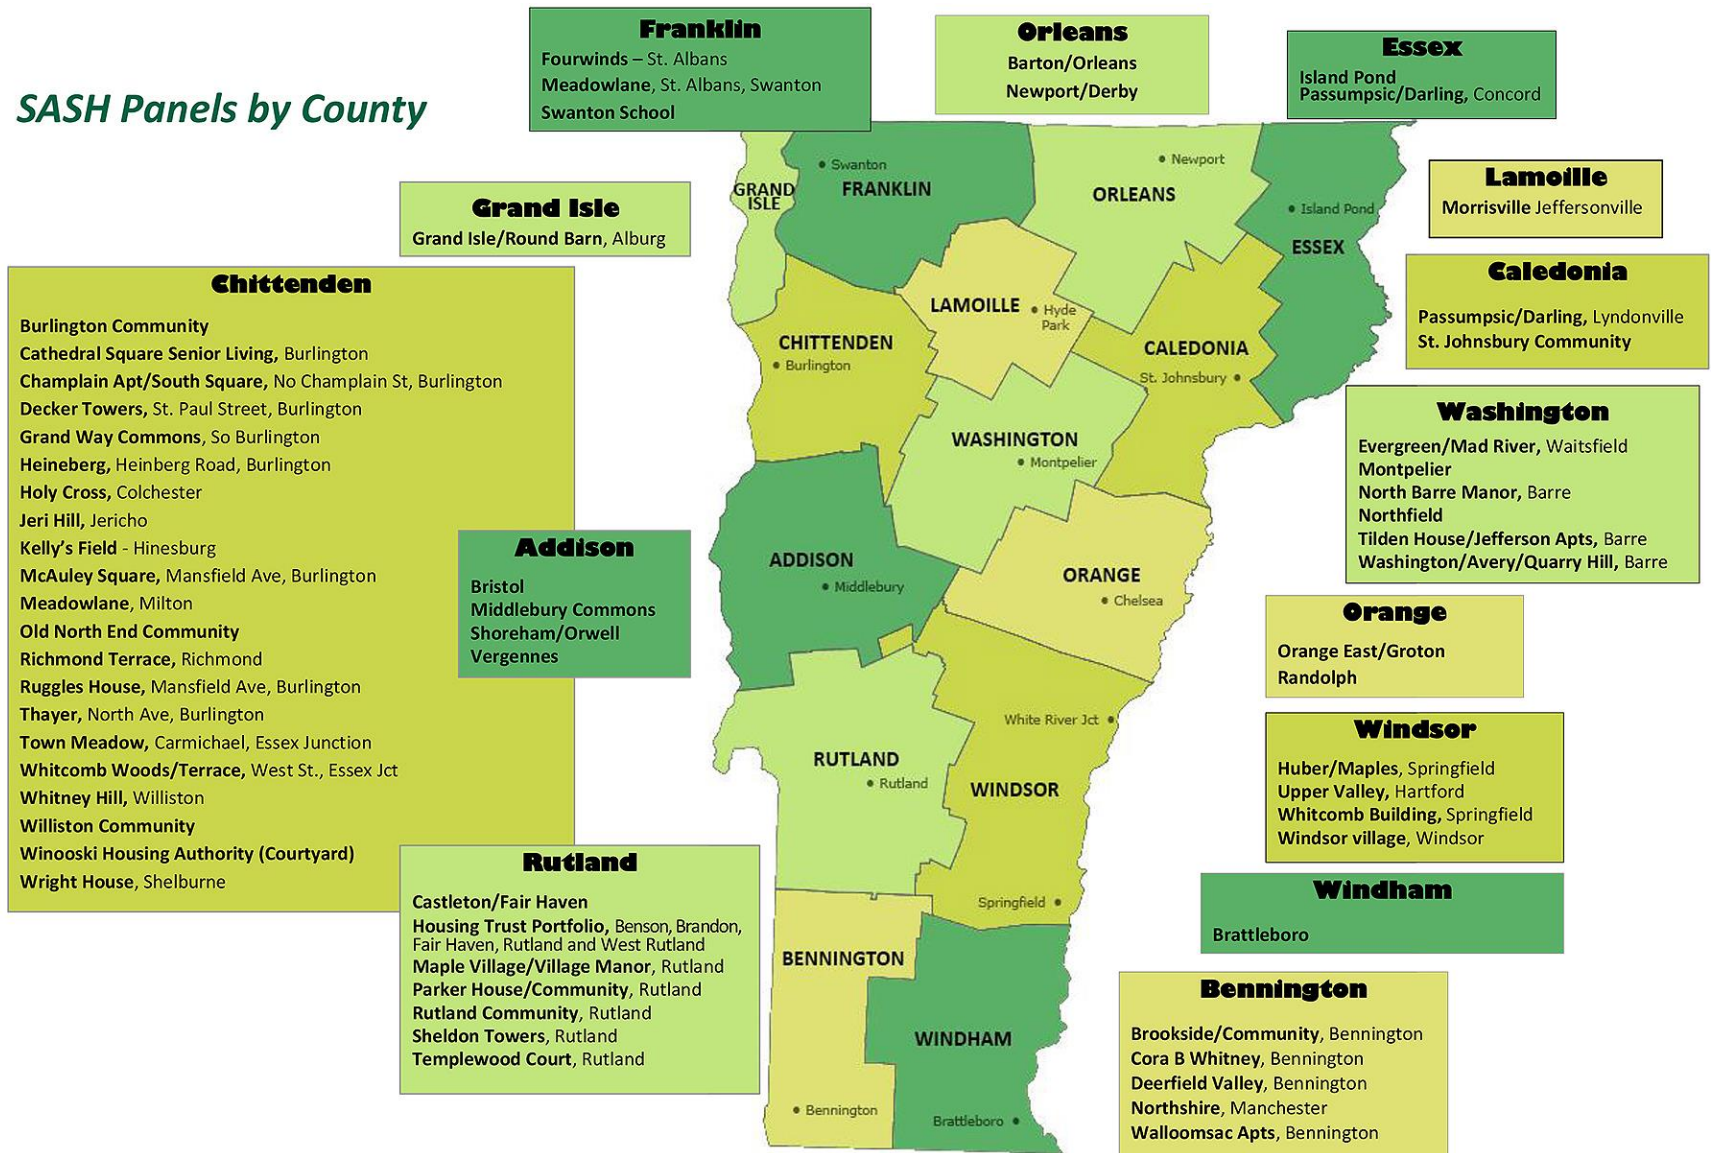 SASH Panels by County
Franklin
Fourwinds – St. Albans
Meadowlane, St. Albans, Swanton
Swanton School
Orleans
Barton/Orleans
Newport/Derby
Essex
Island Pond
Passumpsic/Darling, Concord
Grand Isle
Grand Isle/Round Barn, Alburg
Lamoille
Morrisville Jeffersonville
Caledonia
Passumpsic/Darling, Lyndonville
St. Johnsbury Community
Chittenden
Burlington Community
Cathedral Square Senior Living, Burlington
Champlain Apt/South Square, No Champlain St, Burlington
Decker Towers, St. Paul Street, Burlington
Grand Way Commons, So Burlington
Heineberg, Heinberg Road, Burlington
Holy Cross, Colchester
Jeri Hill, Jericho
Kelly's Field - Hinesburg
McAuley Square, Mansfield Ave, Burlington
Meadowlane, Milton
Old North End Community
Richmond Terrace, Richmond
Ruggles House, Mansfield Ave, Burlington
Thayer, North Ave, Burlington
Town Meadow, Carmichael, Essex Junction
Whitcomb Woods/Terrace, West St., Essex Jct
Whitney Hill, Williston
Williston Community
Winooski Housing Authority (Courtyard)
Wright House, Shelburne
Addison
Bristol
Middlebury Commons
Shoreham/Orwell
Vergennes
Rutland
Castleton/Fair Haven
Housing Trust Portfolio, Benson, Brandon,
Fair Haven, Rutland and West Rutland
Maple Village/Village Manor, Rutland
Parker House/Community, Rutland
Rutland Community, Rutland
Sheldon Towers, Rutland
Templewood Court, Rutland
GRAND
ISLE
Swanton
FRANKLIN
Newport
ORLEANS
Island Pond
ESSEX
LAMOILLE
Hyde
Park
CHITTENDEN
Burlington
CALEDONIA
St. Johnsbury
WASHINGTON
Montpelier
ADDISON
Middlebury
ORANGE
Chelsea
White River Jct
RUTLAND
Rutland
WINDSOR
Springfield
BENNINGTON
WINDHAM
Bennington
Brattleboro
Washington
Evergreen/Mad River, Waitsfield
Montpelier
North Barre Manor, Barre
Northfield
Tilden House/Jefferson Apts, Barre
Washington/Avery/Quarry Hill, Barre
Orange
Orange East/Groton
Randolph
Windsor
Huber/Maples, Springfield
Upper Valley, Hartford
Whitcomb Building, Springfield
Windsor village, Windsor
Windham
Brattleboro
Bennington
Brookside/Community, Bennington
Cora B Whitney, Bennington
Deerfield Valley, Bennington
Northshire, Manchester
Walloomsac Apts, Bennington